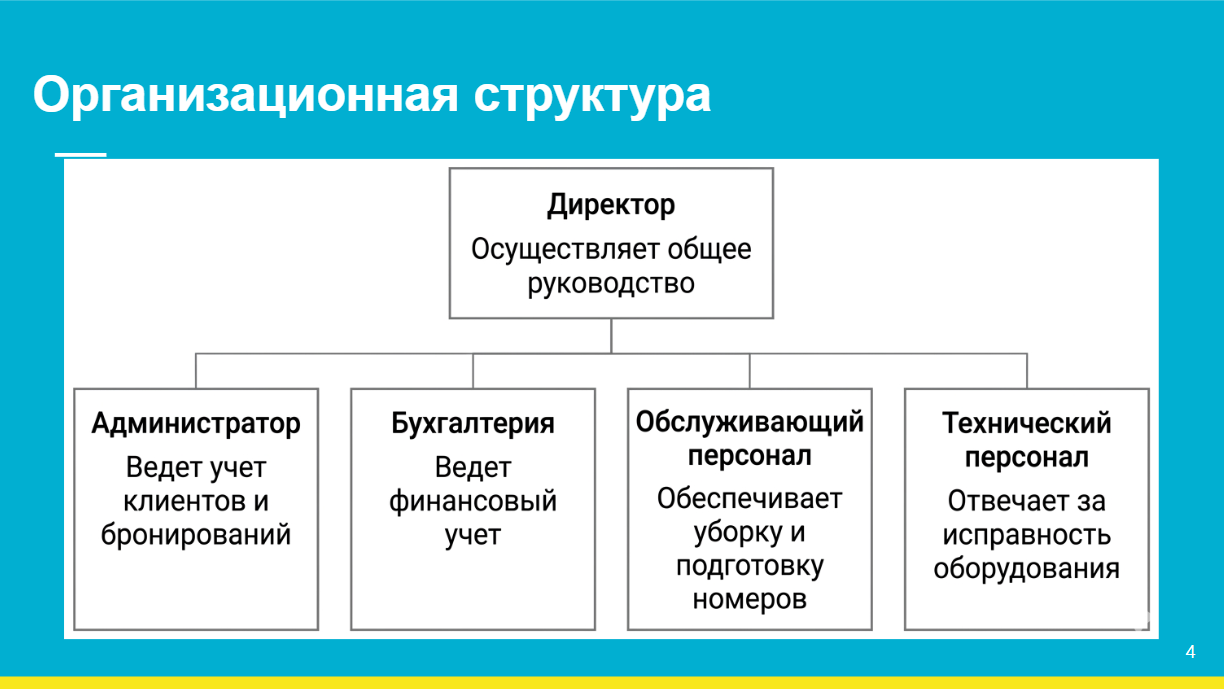 Организационная структура
Директор
Осуществляет общее
руководство
Администратор
Ведет учет
клиентов и
бронирований
Бухгалтерия
Ведет
финансовый
учет
Обслуживающий
персонал
Обеспечивает
уборку и
подготовку
номеров
Технический
персонал
Отвечает за
исправность
оборудования
4